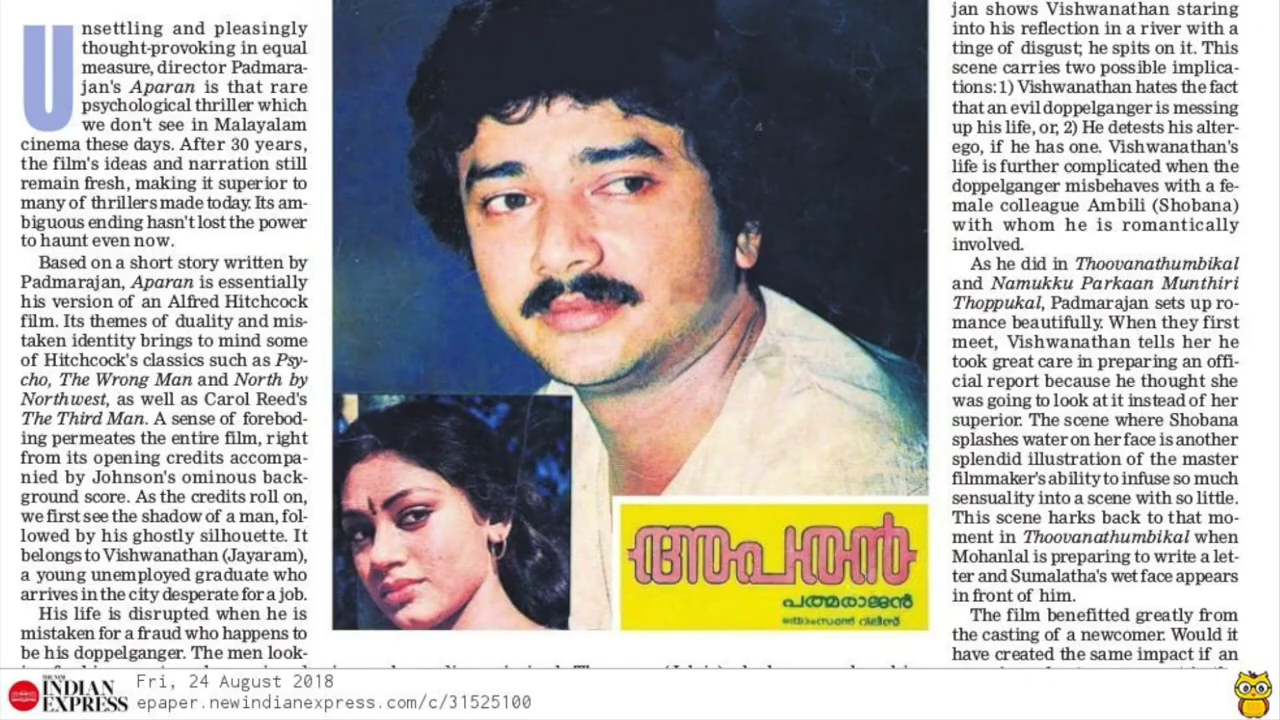 Unsettling and pleasingly
thought-provoking in equal
measure, director Padmara-
jan's Aparan is that rare
psychological thriller which
we don't see in Malayalam
cinema these days. After 30 years,
the film's ideas and narration still
remain fresh, making it superior to
many of thrillers made today. Its am-
biguous ending hasn't lost the power
to haunt even now.
Based on a short story written by
Padmarajan, Aparan is essentially
his version of an Alfred Hitchcock
film. Its themes of duality and mis-
taken identity brings to mind some
of Hitchcock's classics such as Psy-
cho, The Wrong Man and North by
Northwest, as well as Carol Reed's
The Third Man. A sense of forebod-
ing permeates the entire film, right
from its opening credits accompa-
nied by Johnson's ominous back-
ground score. As the credits roll on,
we first see the shadow of a man, fol-
lowed by his ghostly silhouette. It
belongs to Vishwanathan (Jayaram),
a young unemployed graduate who
arrives in the city desperate for a job.
His life is disrupted when he is
mistaken for a fraud who happens to
be his doppelganger. The men look-
അപരൻ
പത്മരാജൻ
jan shows Vishwanathan staring
into his reflection in a river with a
tinge of disgust; he spits on it. This
scene carries two possible implica-
tions: 1) Vishwanathan hates the fact
that an evil doppelganger is messing
up his life, or, 2) He detests his alter-
ego, if he has one. Vishwanathan's
life is further complicated when the
doppelganger misbehaves with a fe-
male colleague Ambili (Shobana)
with whom he is romantically
involved.
As he did in Thoovanathumbikal
and Namukku Parkaan Munthiri
Thoppukal, Padmarajan sets up ro-
mance beautifully. When they first
meet, Vishwanathan tells her he
took great care in preparing an offi-
cial report because he thought she
was going to look at it instead of her
superior. The scene where Shobana
splashes water on her face is another
splendid illustration of the master
filmmaker's ability to infuse so much
sensuality into a scene with so little.
This scene harks back to that mo-
ment in Thoovanathumbikal when
Mohanlal is preparing to write a let-
ter and Sumalatha's wet face appears
in front of him.
The film benefitted greatly from
the casting of a newcomer. Would it
have created the same impact if an
THE NEW
INDIAN
EXPRESS
Fri, 24 August 2018
epaper.newindianexpress.com/c/31525100